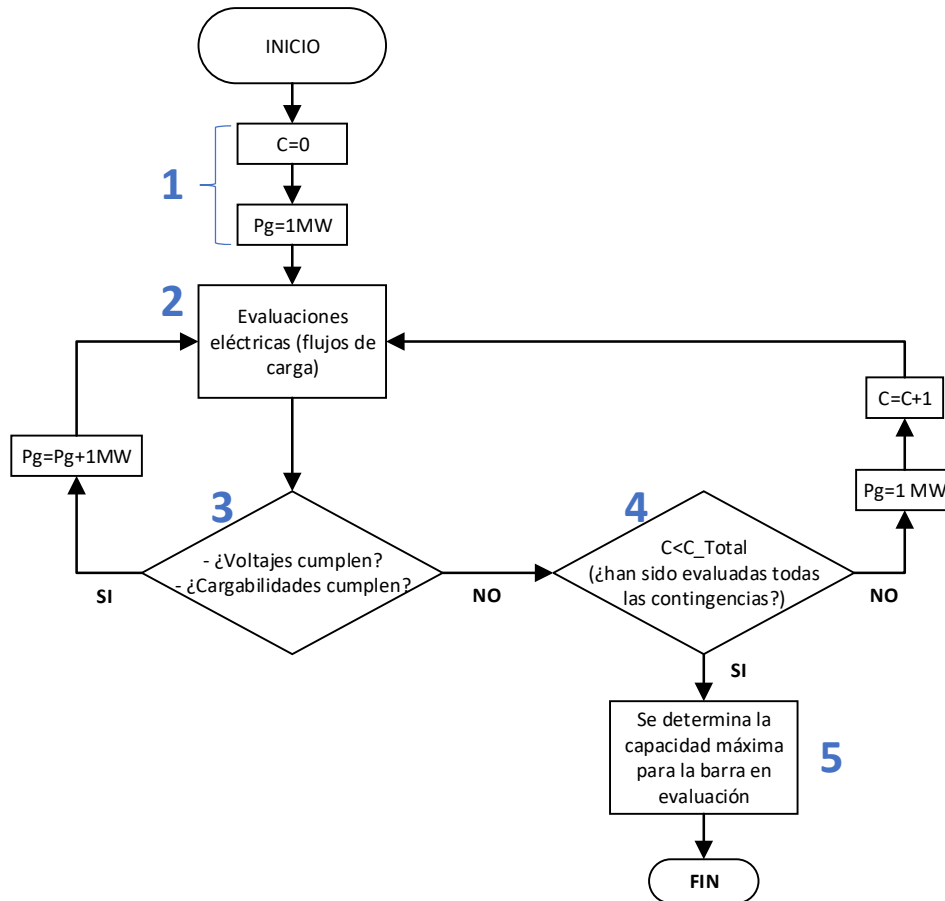 INICIO
1
C=0
Pg=1MW
2
Evaluaciones
eléctricas (flujos de
carga)
C=C+1
Pg=Pg+1MW
Pg=1 MW
3
- ¿Voltajes cumplen?
- ¿Cargabilidades cumplen?
SI
NO
4
C<C_Total
(¿han sido evaluadas todas
las contingencias?)
NO
SI
Se determina la
capacidad máxima
para la barra en
evaluación
5
FIN